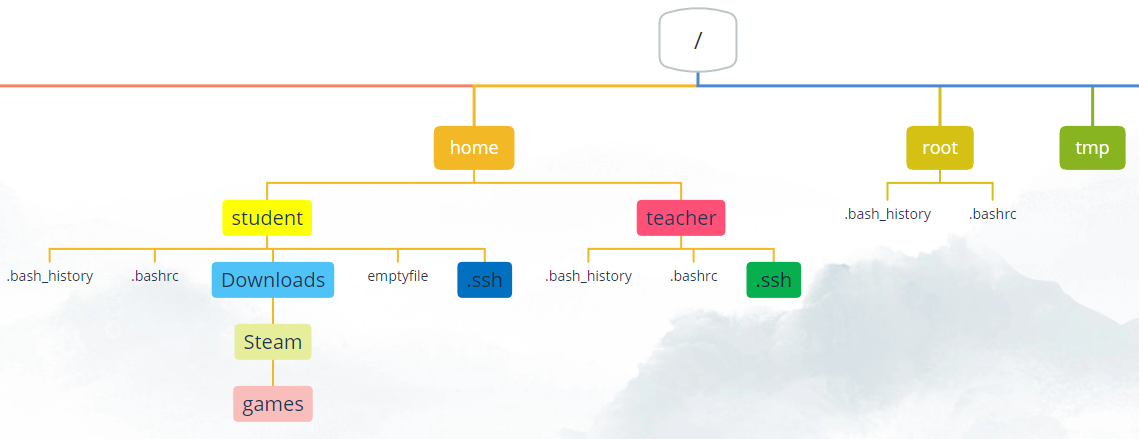 /
home
root
tmp
student
teacher
.bash_history
.bashrc
.bash_history
.bashrc
Downloads
emptyfile
.ssh
.bash_history
.bashrc
.ssh
Steam
games